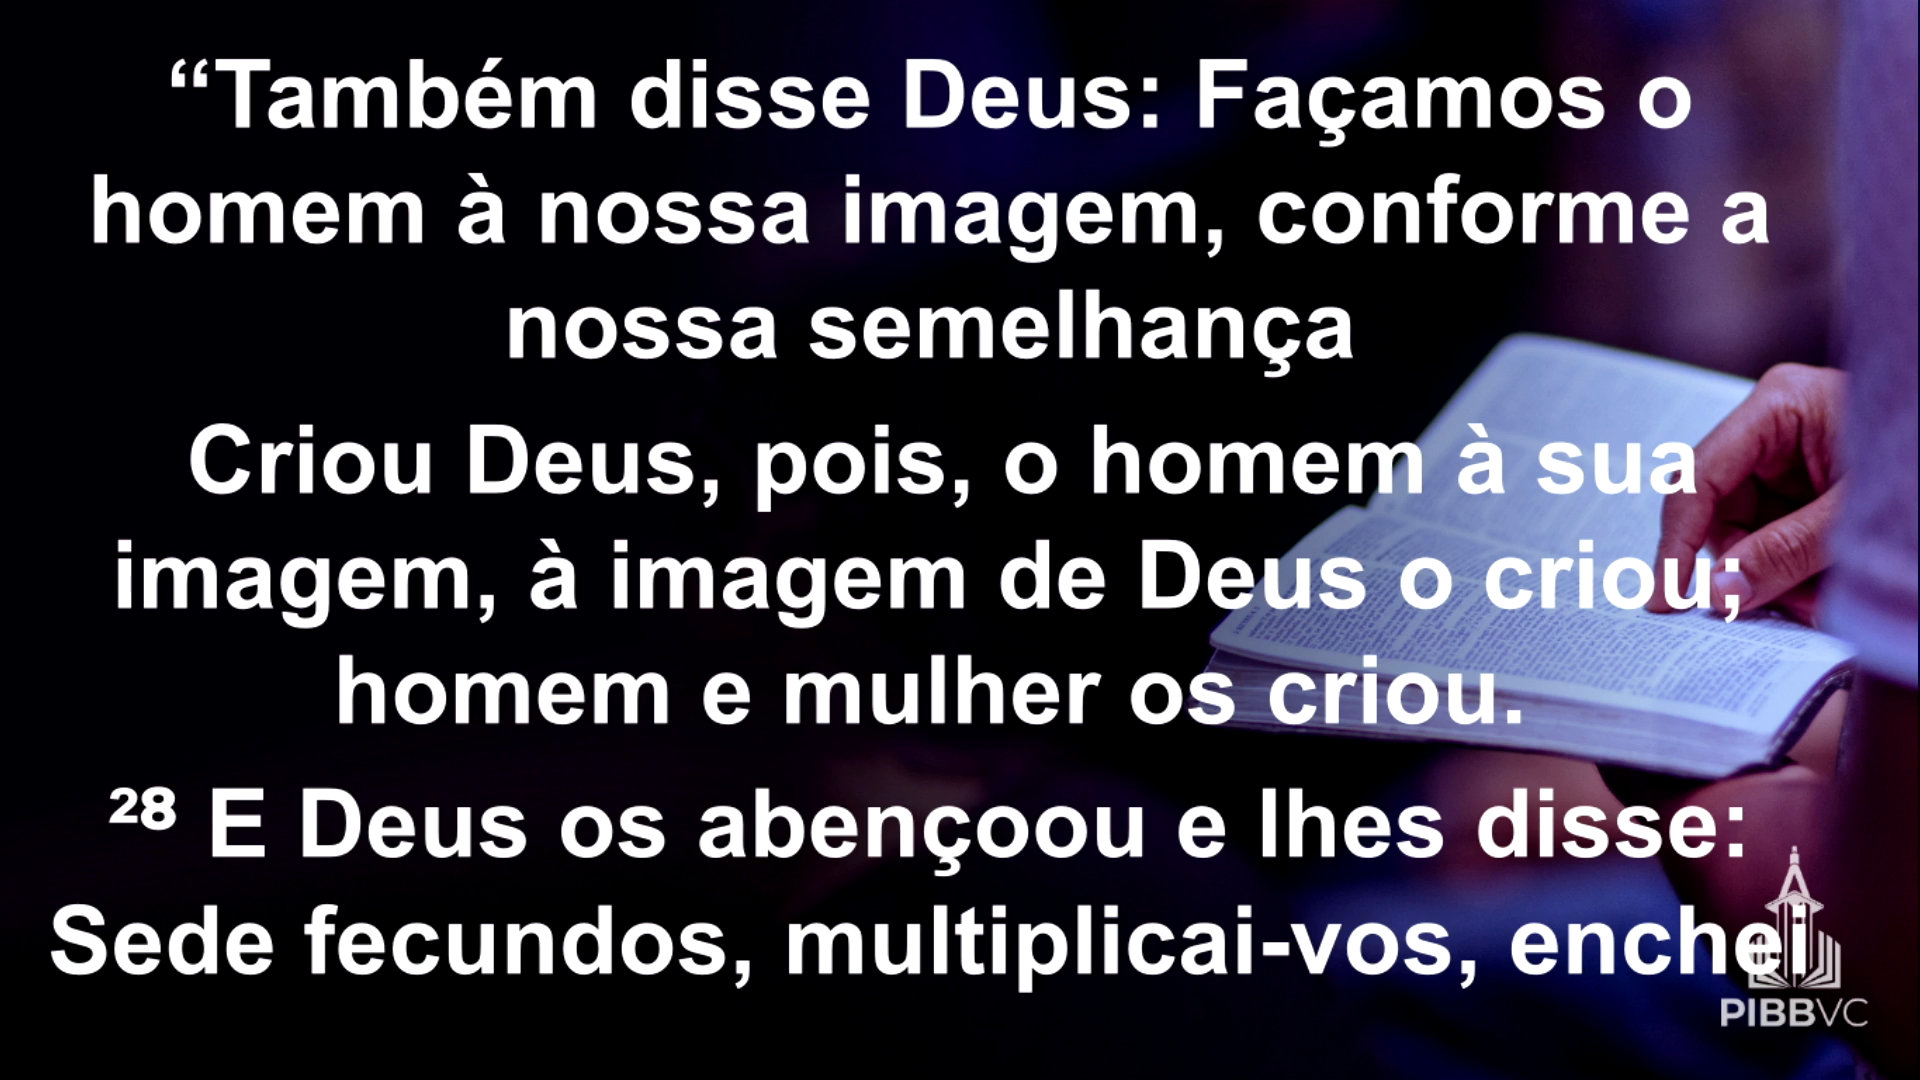 “Também disse Deus: Façamos o
homem à nossa imagem, conforme a
nossa semelhança
Criou Deus, pois, o homem à sua
imagem, à imagem de Deus o criou;
homem e mulher os criou.
²⁸ E Deus os abençoou e lhes disse:
Sede fecundos, multiplicai-vos, enchei
PIBBVC